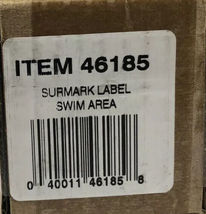 ITEM 46185
SURMARK LABEL
SWIM AREA
0 40011 46185 8